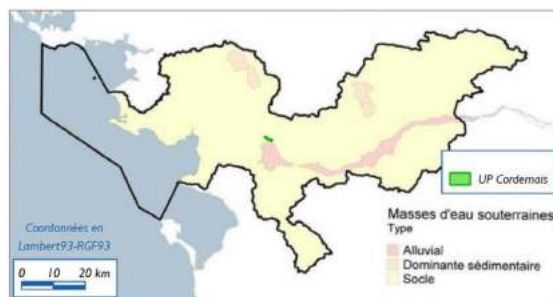 UP Cordemais
Coordonnées en
Lambert93-RGF93
0 10 20 km
Masses d'eau souterraines
Type
Alluvial
Dominante sédimentaire
Socle